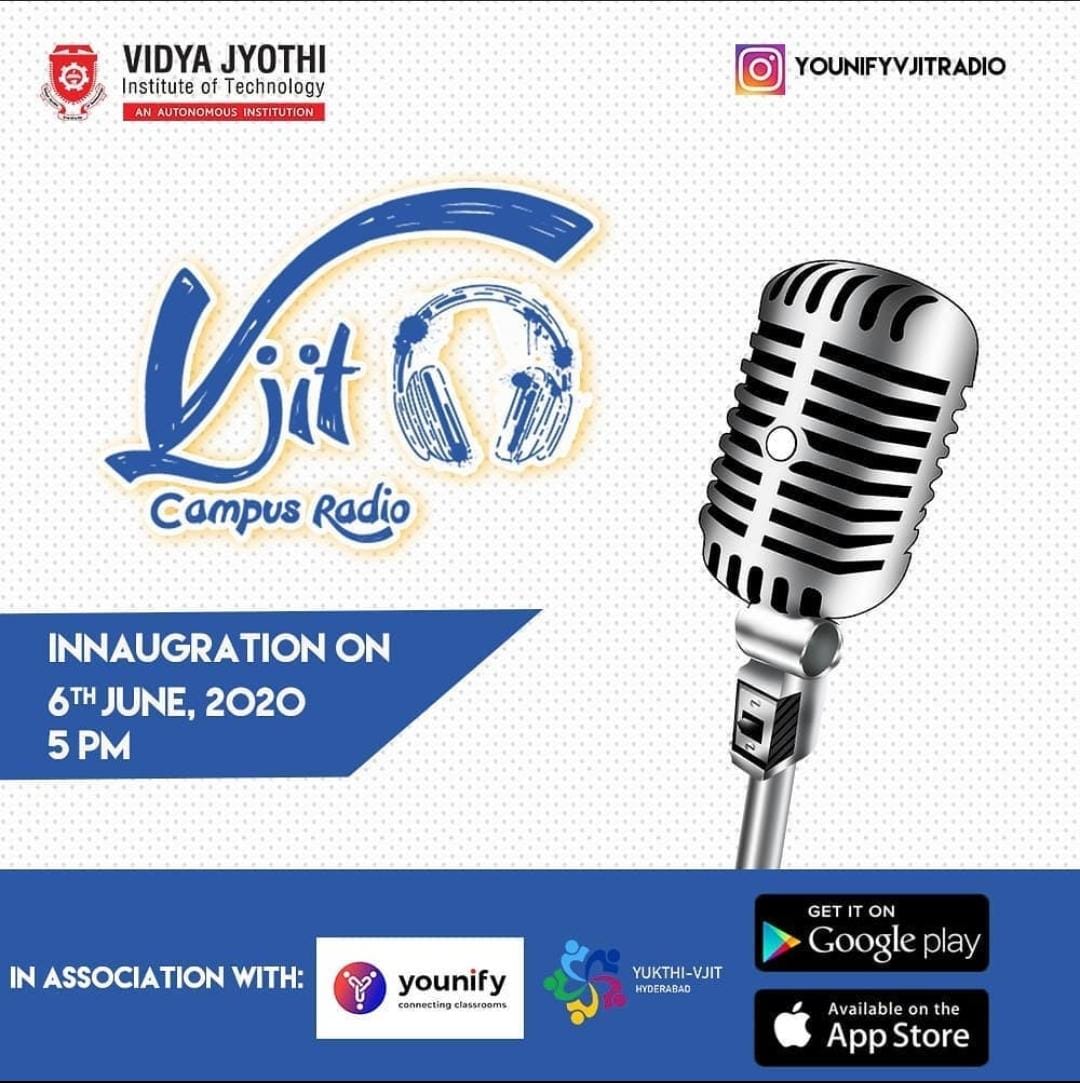 VIDYA JYOTHI
Institute of Technology
AN AUTONOMOUS INSTITUTION
YOUNIFYVJITRADIO
Vjit
Campus Radio
INNAUGRATION ON
6TH JUNE, 2020
5 PM
IN ASSOCIATION WITH:
younify
connecting classrooms
YUKTHI-VJIT
HYDERABAD
GET IT ON
Google play
Available on the
App Store